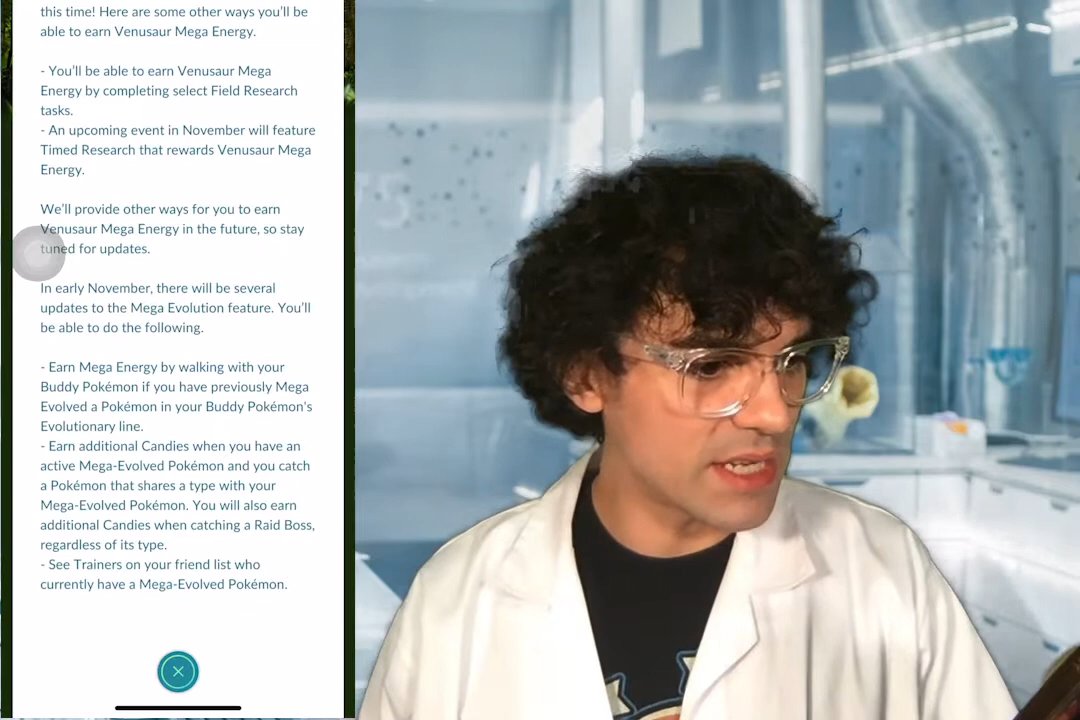 this time! Here are some other ways you'll be
able to earn Venusaur Mega Energy.
- You'll be able to earn Venusaur Mega
Energy by completing select Field Research
tasks.
- An upcoming event in November will feature
Timed Research that rewards Venusaur Mega
Energy.
We'll provide other ways for you to earn
Venusaur Mega Energy in the future, so stay
tuned for updates.
In early November, there will be several
updates to the Mega Evolution feature. You'll
be able to do the following.
- Earn Mega Energy by walking with your
Buddy Pokémon if you have previously Mega
Evolved a Pokémon in your Buddy Pokémon's
Evolutionary line.
- Earn additional Candies when you have an
active Mega-Evolved Pokémon and you catch
a Pokémon that shares a type with your
Mega-Evolved Pokémon. You will also earn
additional Candies when catching a Raid Boss,
regardless of its type.
- See Trainers on your friend list who
currently have a Mega-Evolved Pokémon.